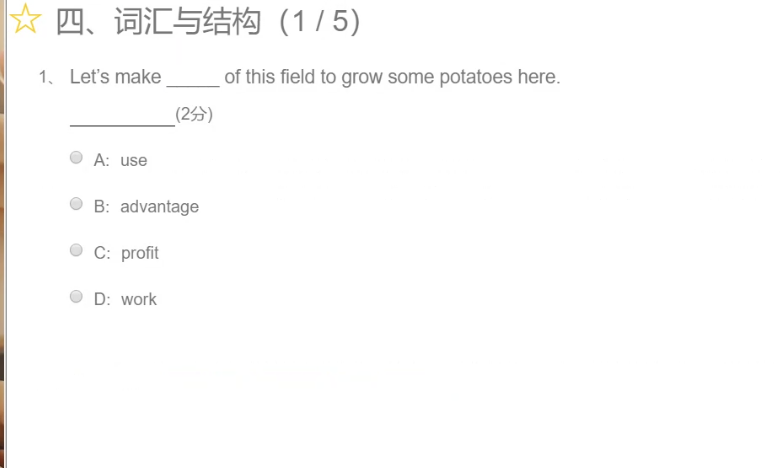 四、词汇与结构（1 / 5）
1、 Let's make _____ of this field to grow some potatoes here.
__________(2分)
A: use
B: advantage
C: profit
D: work